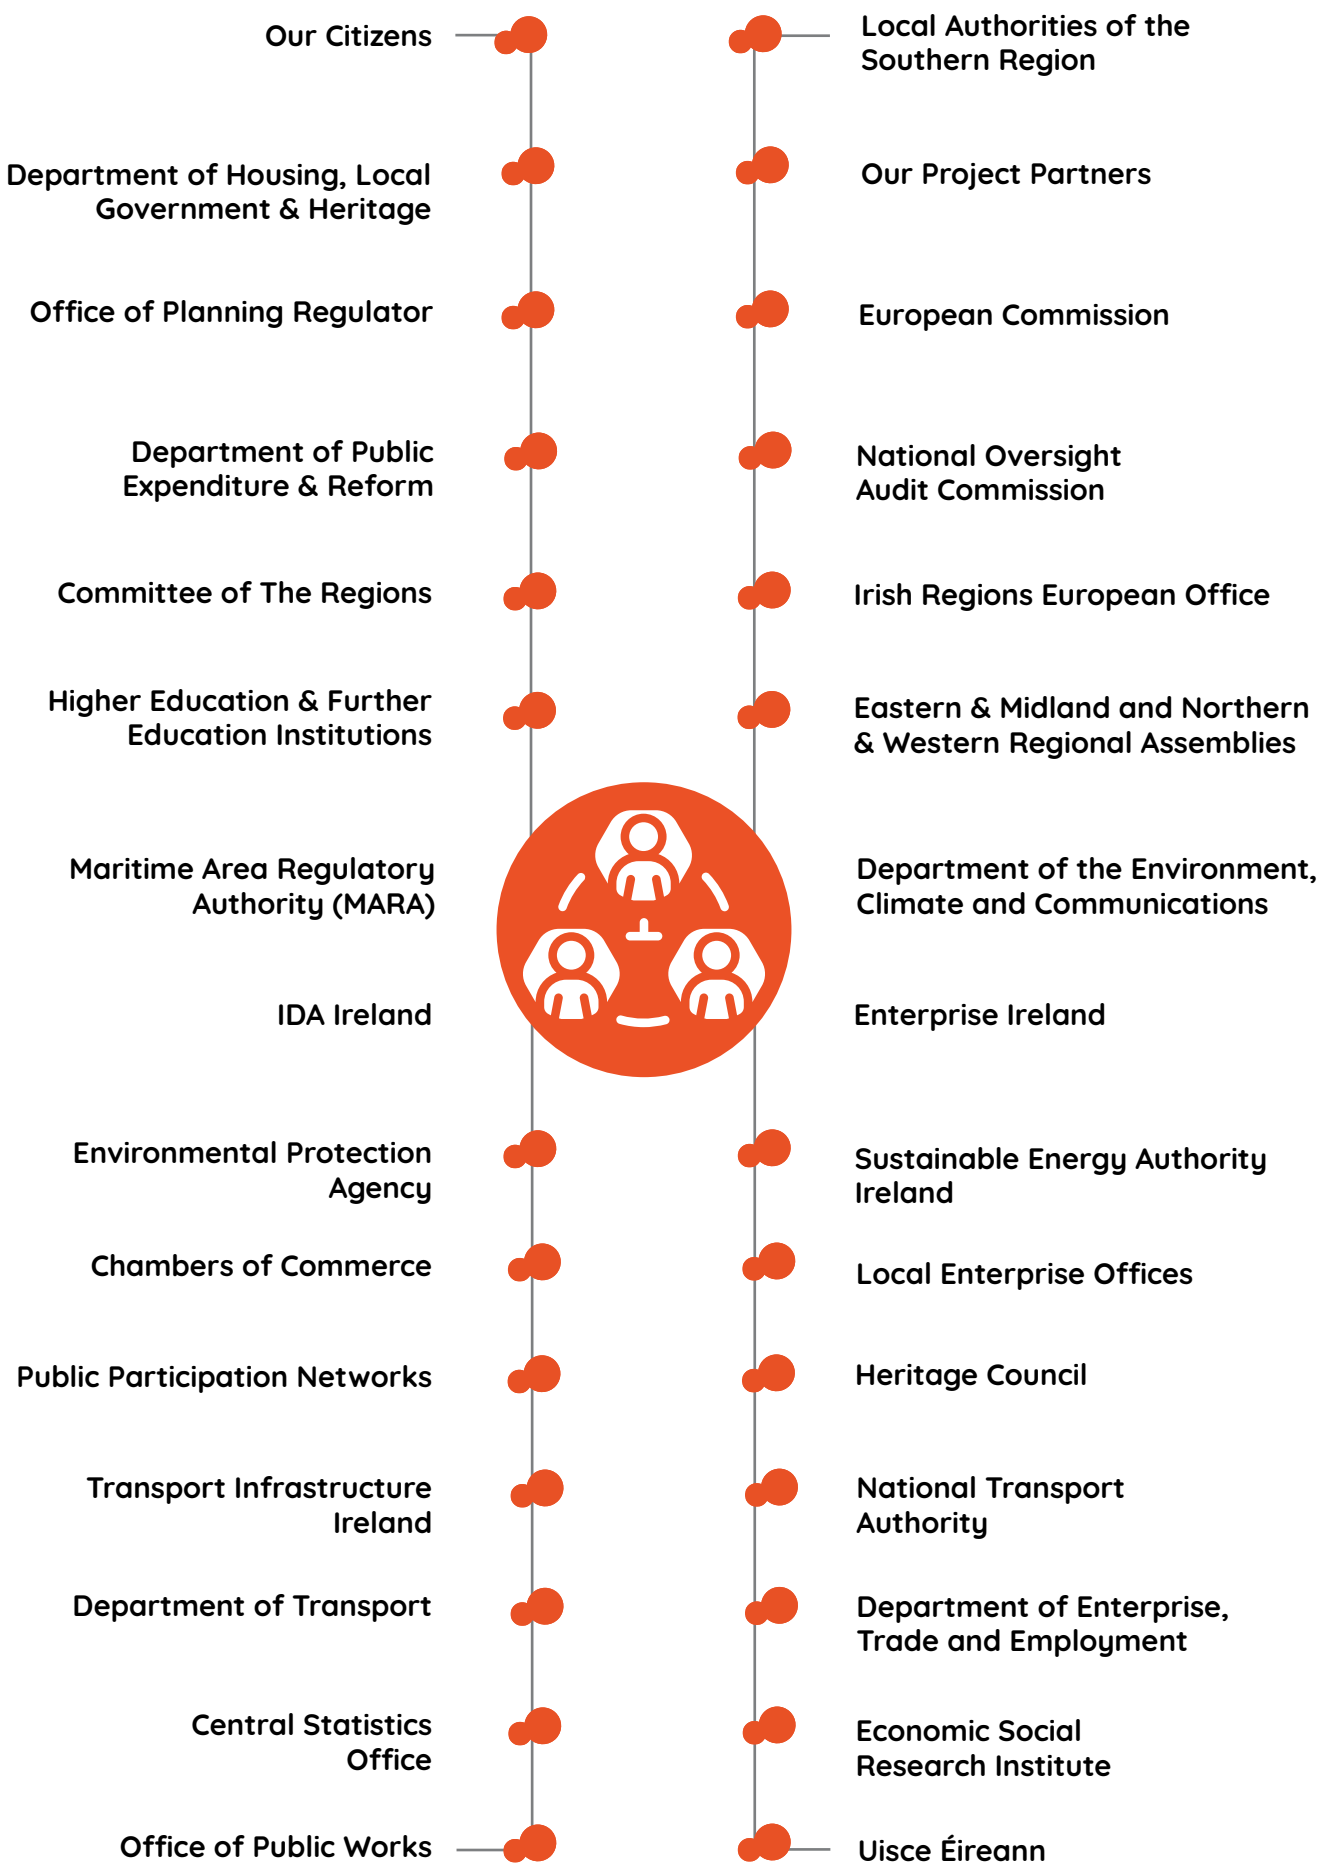 Our Citizens
Local Authorities of the
Southern Region
Department of Housing, Local
Government & Heritage
Our Project Partners
Office of Planning Regulator
European Commission
Department of Public
Expenditure & Reform
National Oversight
Audit Commission
Committee of The Regions
Irish Regions European Office
Higher Education & Further
Education Institutions
Eastern & Midland and Northern
& Western Regional Assemblies
Maritime Area Regulatory
Authority (MARA)
Department of the Environment,
Climate and Communications
IDA Ireland
Enterprise Ireland
Environmental Protection
Agency
Sustainable Energy Authority
Ireland
Chambers of Commerce
Local Enterprise Offices
Public Participation Networks
Heritage Council
Transport Infrastructure
Ireland
National Transport
Authority
Department of Transport
Department of Enterprise,
Trade and Employment
Central Statistics
Office
Economic Social
Research Institute
Office of Public Works
Uisce Éireann